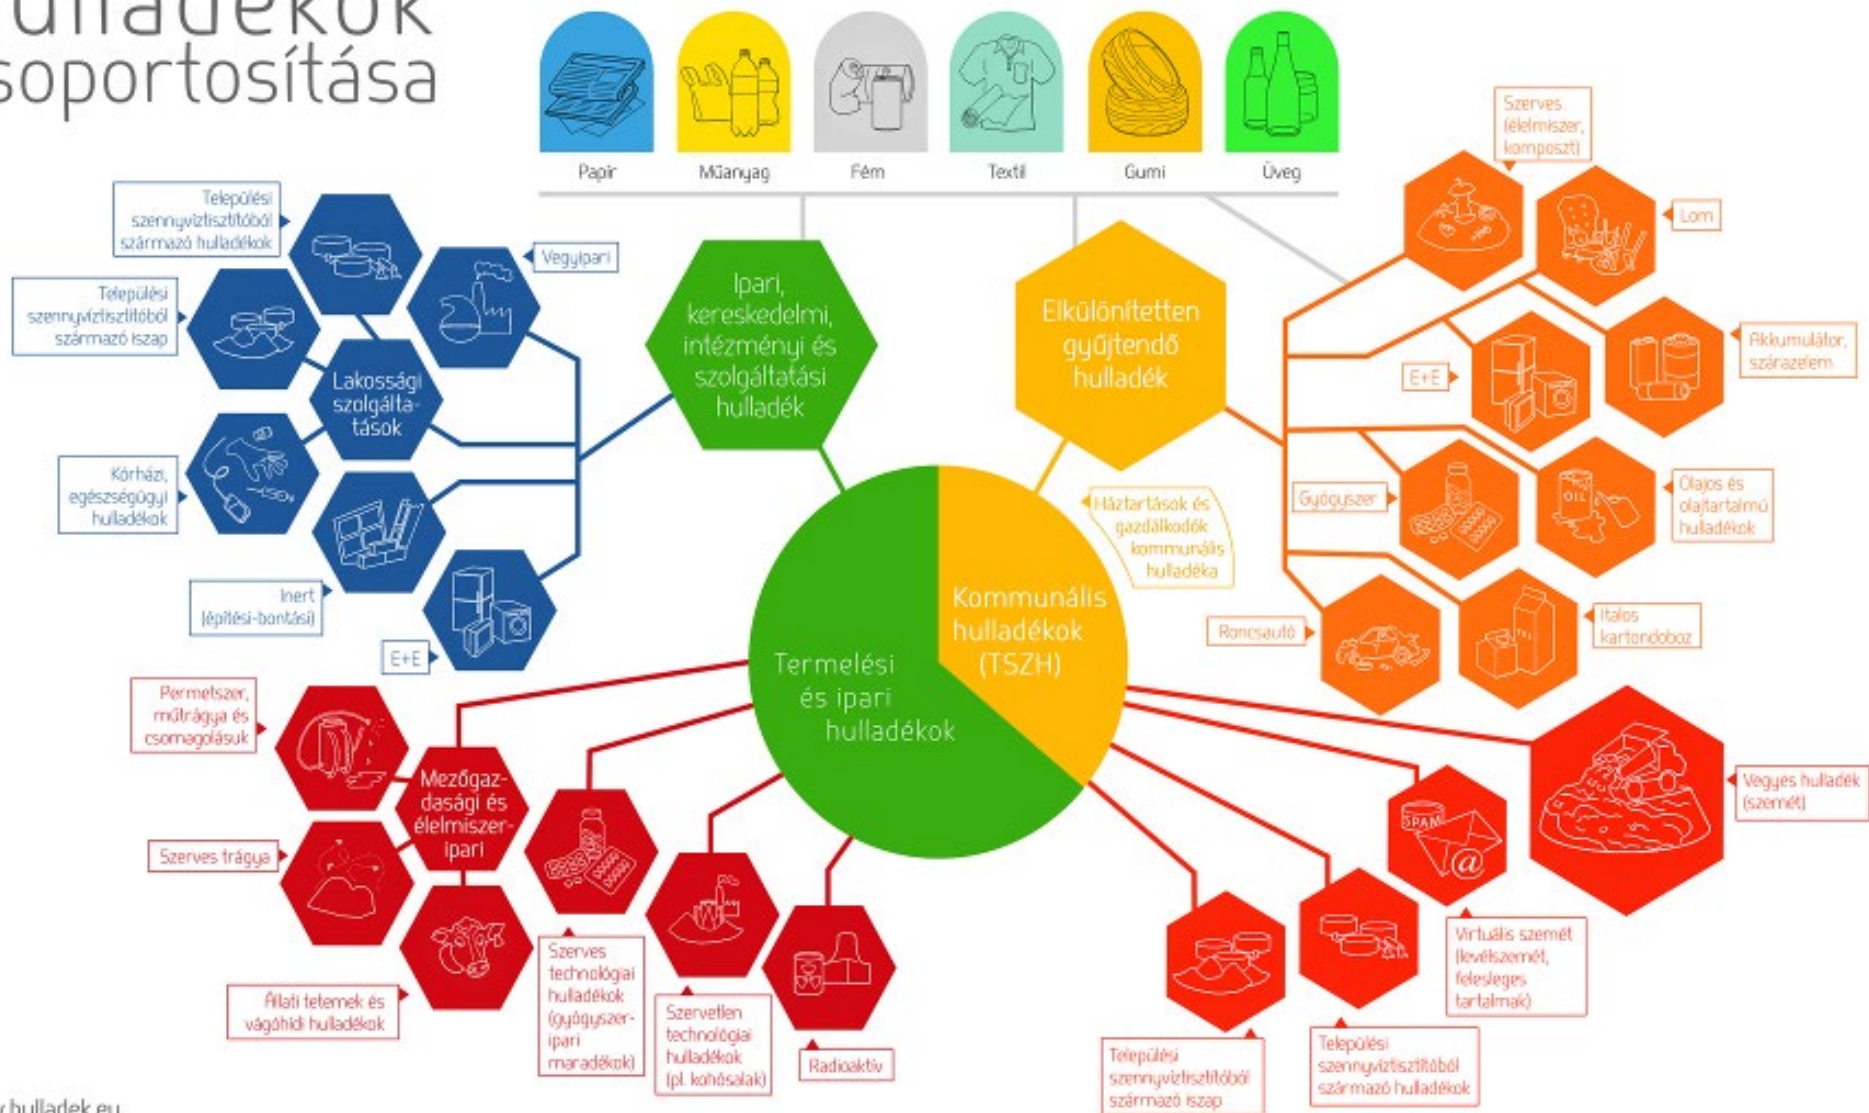 ulladékok
soportosítása
Papír
Műanyag
Fém
Textil
Gumi
Üveg
Települési
szennyvíztisztítóból
származó hulladékok
Vegyipari
Települési
szennyvíztisztítóból
származó iszap
Lakossági
szolgálta-
tások
Kórházi,
egészségügyi
hulladékok
Inert
(építési-bontási)
E+E
Ipari,
kereskedelmi,
intézményi és
szolgáltatási
hulladék
Elkülönítetten
gyűjtendő
hulladék
Háztartások és
gazdálkodók
kommunális
hulladéka
Szerves
(élelmiszer,
komposzt)
Lom
Akkumulátor,
szárazelem
E+E
Gyógyszer
OIL
Olajos és
olajtartalmú
hulladékok
Roncsautó
Italos
kartondoboz
Kommunális
hulladékok
(TSZH)
Termelési
és ipari
hulladékok
Permetszer,
műtrágya és
csomagolásuk
Mezőgaz-
dasági és
élelmiszer-
ipari
Szerves trágya
Állati tetemek és
vágóhídi hulladékok
Szerves
technológiai
hulladékok
(gyógyszer-
ipari
maradékok)
Szervetlen
technológiai
hulladékok
(pl. kohósalak)
Radioaktív
Települési
szennyvíztisztítóból
származó iszap
Települési
szennyvíztisztítóból
származó hulladékok
SPAM
@
Virtuális szemét
(levélszemét,
felesleges
tartalmak)
Vegyes hulladék
(szemét)
.hulladek.eu